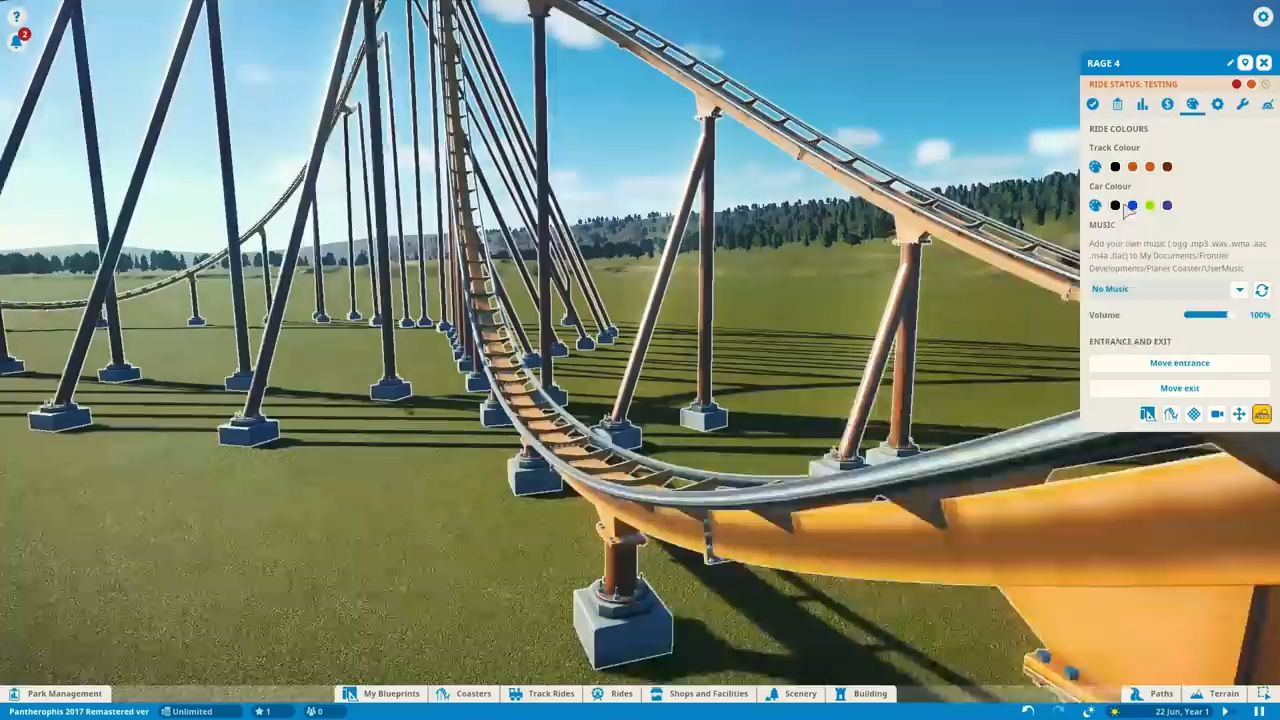 ?
2
RAGE 4
RIDE STATUS: TESTING
RIDE COLOURS
Track Colour
Car Colour
MUSIC
Add your own music (.ogg .mp3 .wav .wma .aac
.m4a .flac) to My Documents/Frontier
Developments/Planet Coaster/UserMusic
No Music
Volume 100%
ENTRANCE AND EXIT
Move entrance
Move exit
Park Management My Blueprints Coasters Track Rides Rides Shops and Facilities Scenery Building Paths Terrain
Pantherophis 2017 Remastered ver Unlimited 1 0 22 Jun, Year 1